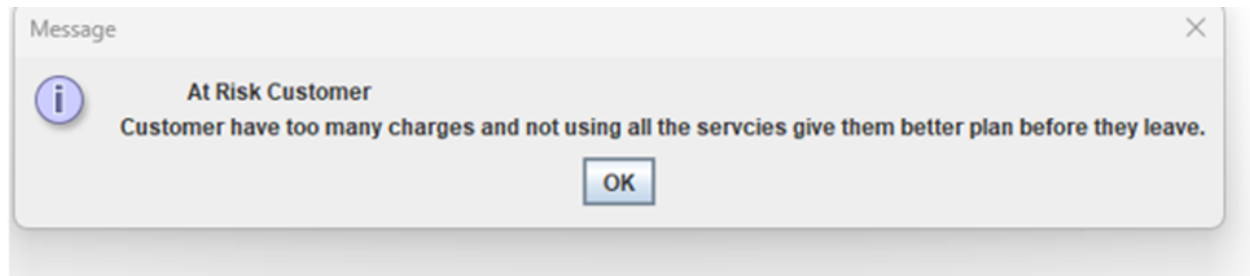 Message
At Risk Customer
Customer have too many charges and not using all the servcies give them better plan before they leave.
OK